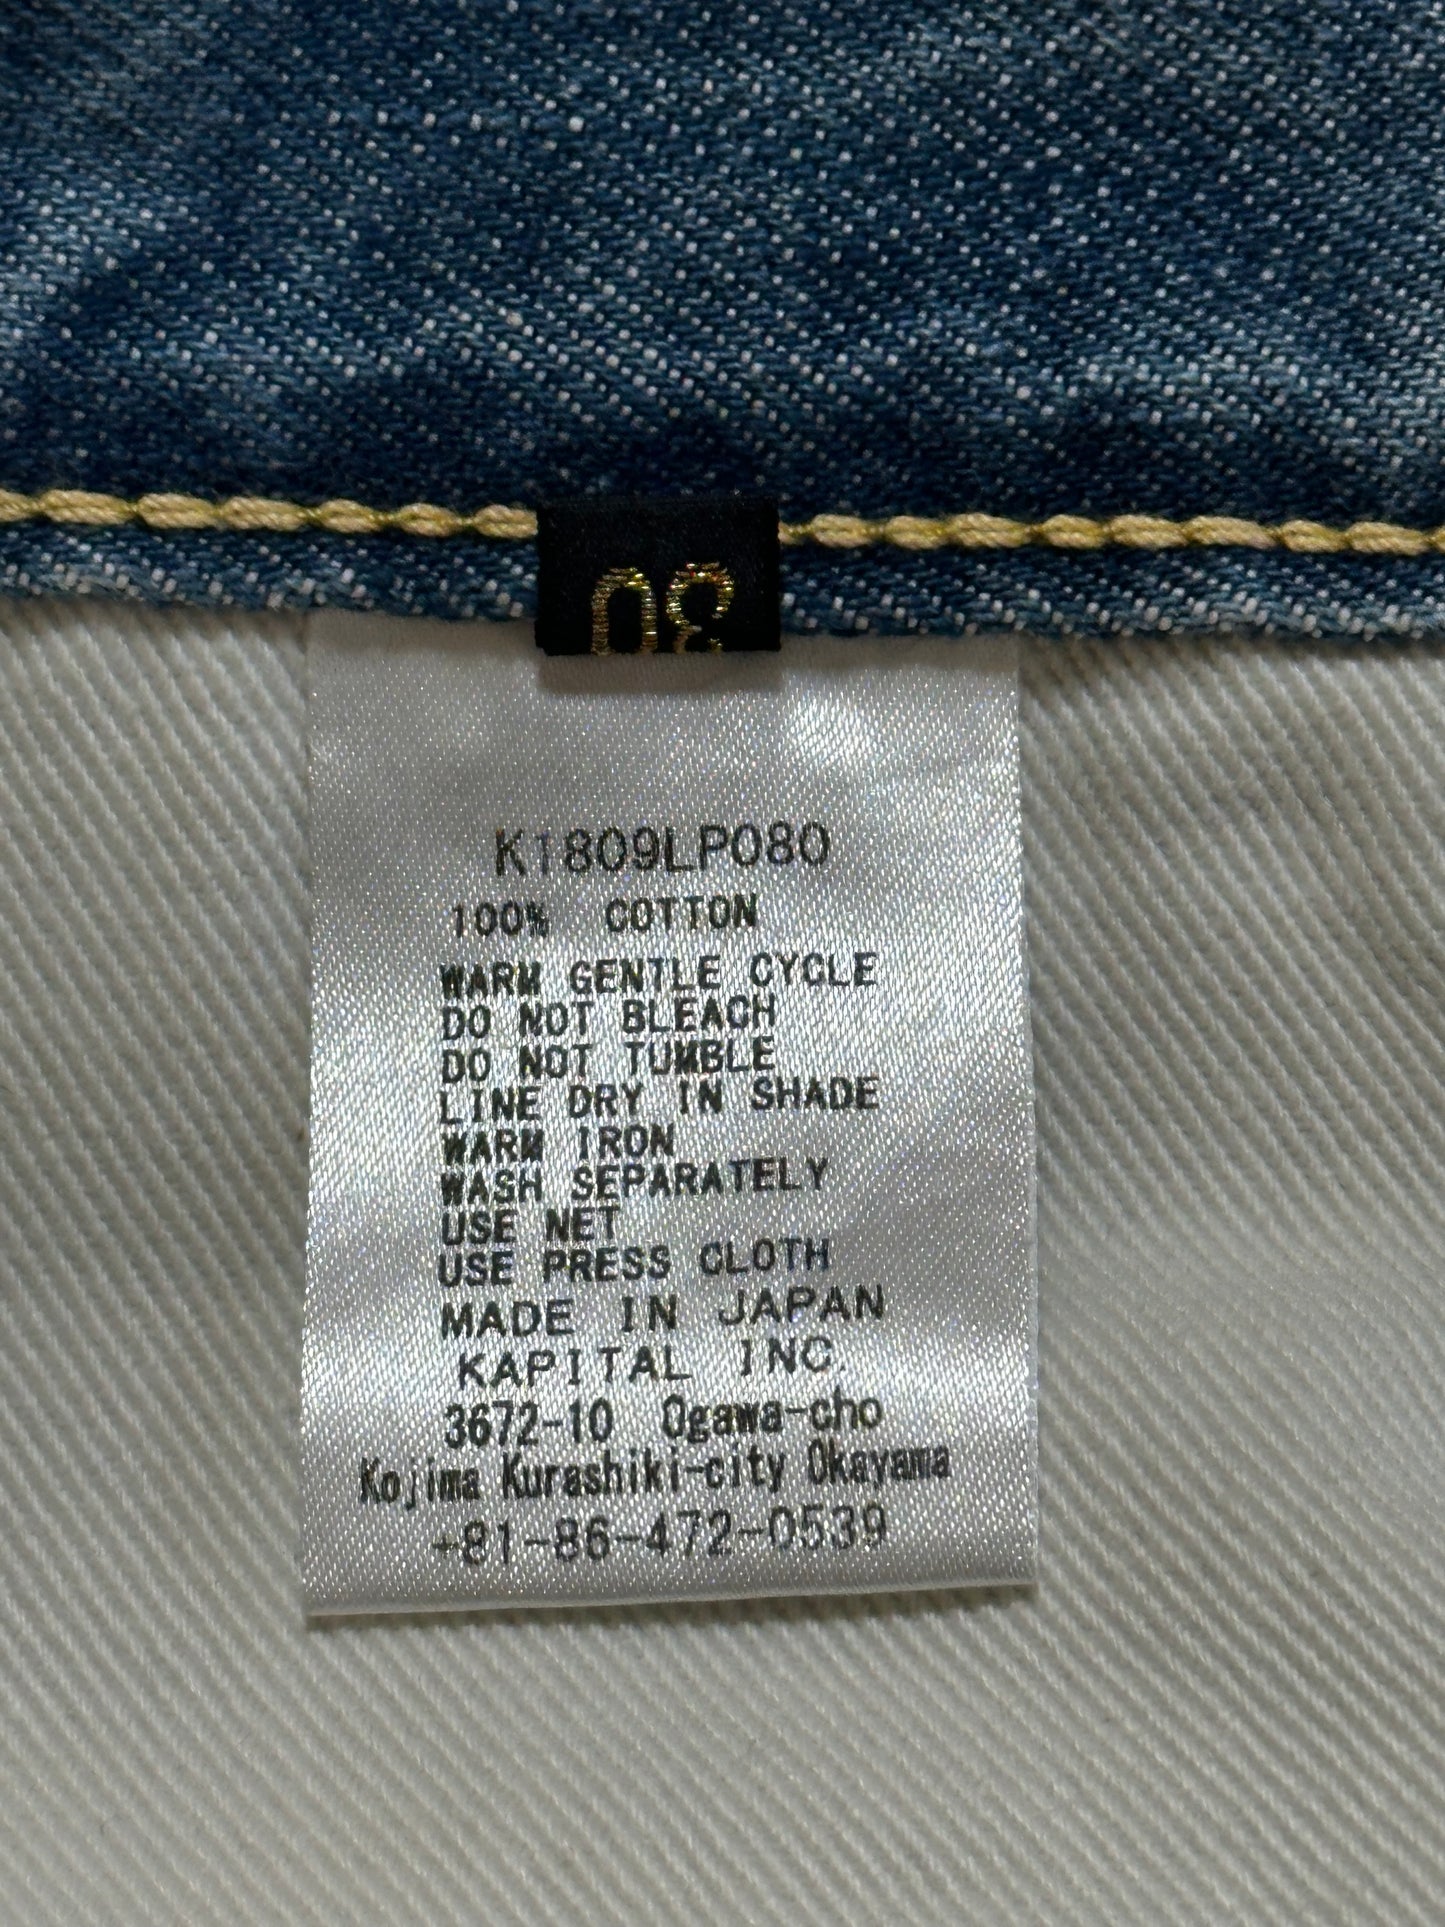 30
K1809LP080
100% COTTON
WARM GENTLE CYCLE
DO NOT BLEACH
DO NOT TUMBLE
LINE DRY IN SHADE
WARM IRON
WASH SEPARATELY
USE NET
USE PRESS CLOTH
MADE IN JAPAN
KAPITAL INC.
3672-10 Ogawa-cho
Kojima Kurashiki-city Okayama
+81-86-472-0539